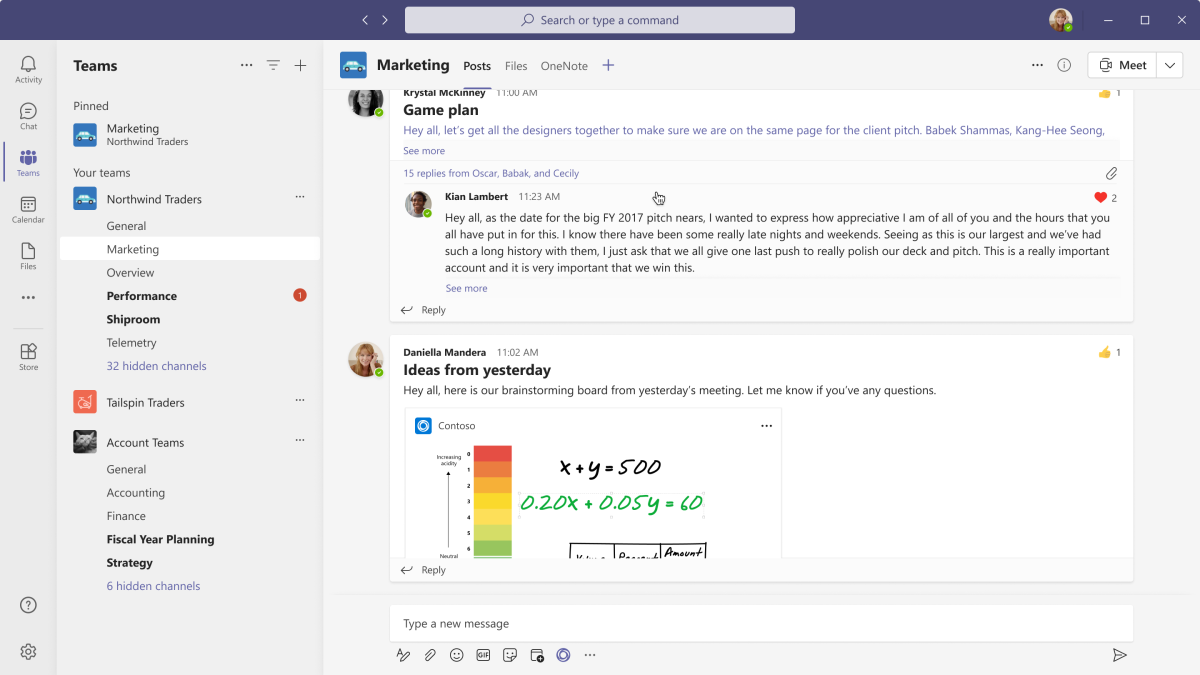 Search or type a command
Activity
Chat
Teams
Calendar
Files
Store
Teams
Pinned
Marketing
Northwind Traders
Your teams
Northwind Traders
General
Marketing
Overview
Performance
1
Shiproom
Telemetry
32 hidden channels
Tailspin Traders
Account Teams
General
Accounting
Finance
Fiscal Year Planning
Strategy
6 hidden channels
Marketing Posts Files OneNote
Meet
Krystal McKinney 11:00 AM
1
Game plan
Hey all, let's get all the designers together to make sure we are on the same page for the client pitch. Babek Shammas, Kang-Hee Seong,
See more
15 replies from Oscar, Babak, and Cecily
Kian Lambert 11:23 AM
2
Hey all, as the date for the big FY 2017 pitch nears, I wanted to express how appreciative I am of all of you and the hours that you
all have put in for this. I know there have been some really late nights and weekends. Seeing as this is our largest and we've had
such a long history with them, I just ask that we all give one last push to really polish our deck and pitch. This is a really important
account and it is very important that we win this.
See more
Reply
Daniella Mandera 11:02 AM
1
Ideas from yesterday
Hey all, here is our brainstorming board from yesterday's meeting. Let me know if you've any questions.
Contoso
Increasing
acidity
0
1
2
3
4
5
6
Neutral
x + y = 500
0.20x + 0.05y = 60
Percent Amount
Reply
Type a new message
GIF